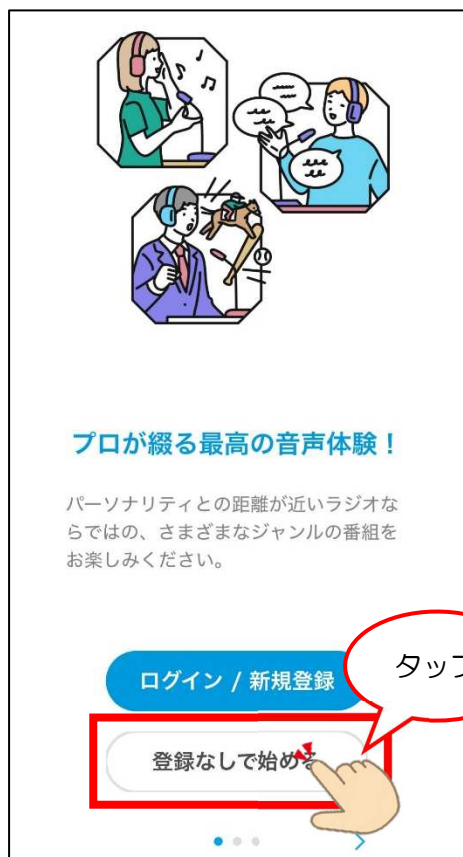 プロが綴る最高の音声体験！
パーソナリティとの距離が近いラジオな
らではの、さまざまなジャンルの番組を
お楽しみください。
ログイン / 新規登録
タップ
登録なしで始める